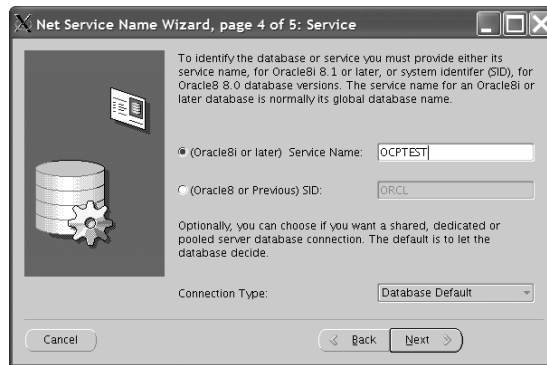 Net Service Name Wizard, page 4 of 5: Service
To identify the database or service you must provide either its
service name, for Oracle8i 8.1 or later, or system identifer (SID), for
Oracle8 8.0 database versions. The service name for an Oracle8i or
later database is normally its global database name.
(Oracle8i or later) Service Name: OCPTEST
(Oracle8 or Previous) SID: ORCL
Optionally, you can choose if you want a shared, dedicated or
pooled server database connection. The default is to let the
database decide.
Connection Type: Database Default
Cancel Back Next